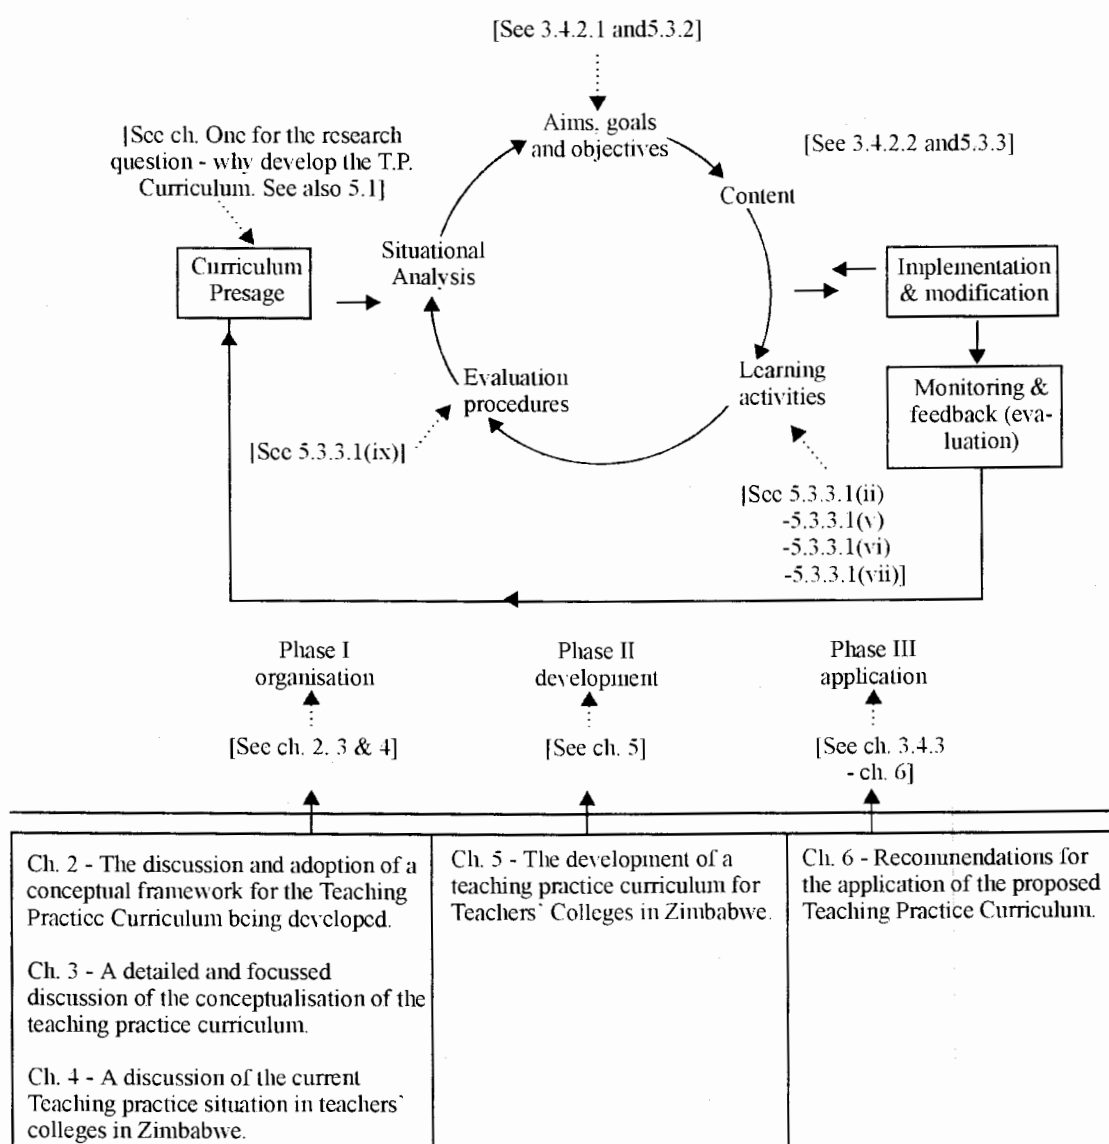 [See 3.4.2.1 and5.3.2]
Aims, goals
and objectives
[See ch. One for the research
question - why develop the T.P.
Curriculum. See also 5.1]
[See 3.4.2.2 and5.3.3]
Content
Situational
Analysis
Curriculum
Presage
Implementation
& modification
Evaluation
procedures
Learning
activities
Monitoring &
feedback (eva-
luation)
[See 5.3.3.1(ix)]
[See 5.3.3.1(ii)
-5.3.3.1(v)
-5.3.3.1(vi)
-5.3.3.1(vii)]
Phase I
organisation
Phase II
development
Phase III
application
[See ch. 2. 3 & 4]
[See ch. 5]
[See ch. 3.4.3
- ch. 6]
Ch. 2 - The discussion and adoption of a
conceptual framework for the Teaching
Practice Curriculum being developed.
Ch. 3 - A detailed and focussed
discussion of the conceptualisation of the
teaching practice curriculum.
Ch. 4 - A discussion of the current
Teaching practice situation in teachers'
colleges in Zimbabwe.
Ch. 5 - The development of a
teaching practice curriculum for
Teachers' Colleges in Zimbabwe.
Ch. 6 - Recommendations for
the application of the proposed
Teaching Practice Curriculum.